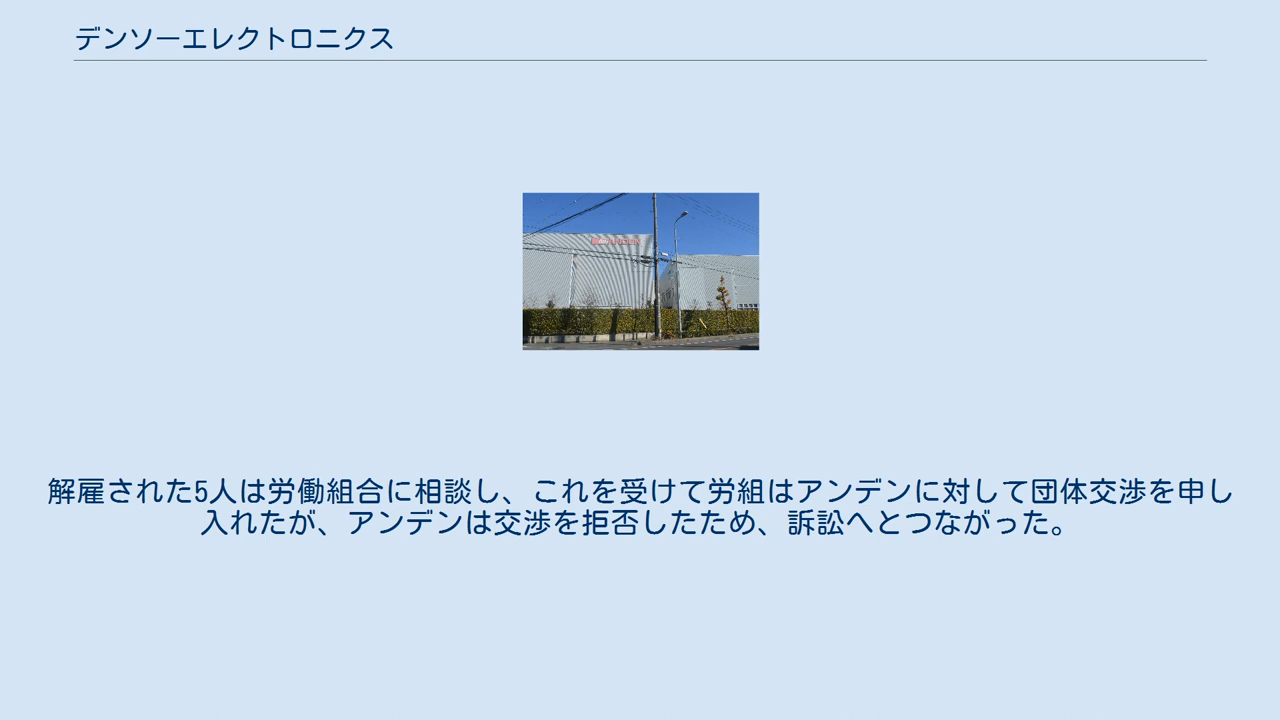 デンソーエレクトロニクス
解雇された5人は労働組合に相談し、これを受けて労組はアンデンに対して団体交渉を申し
入れたが、アンデンは交渉を拒否したため、訴訟へとつながった。